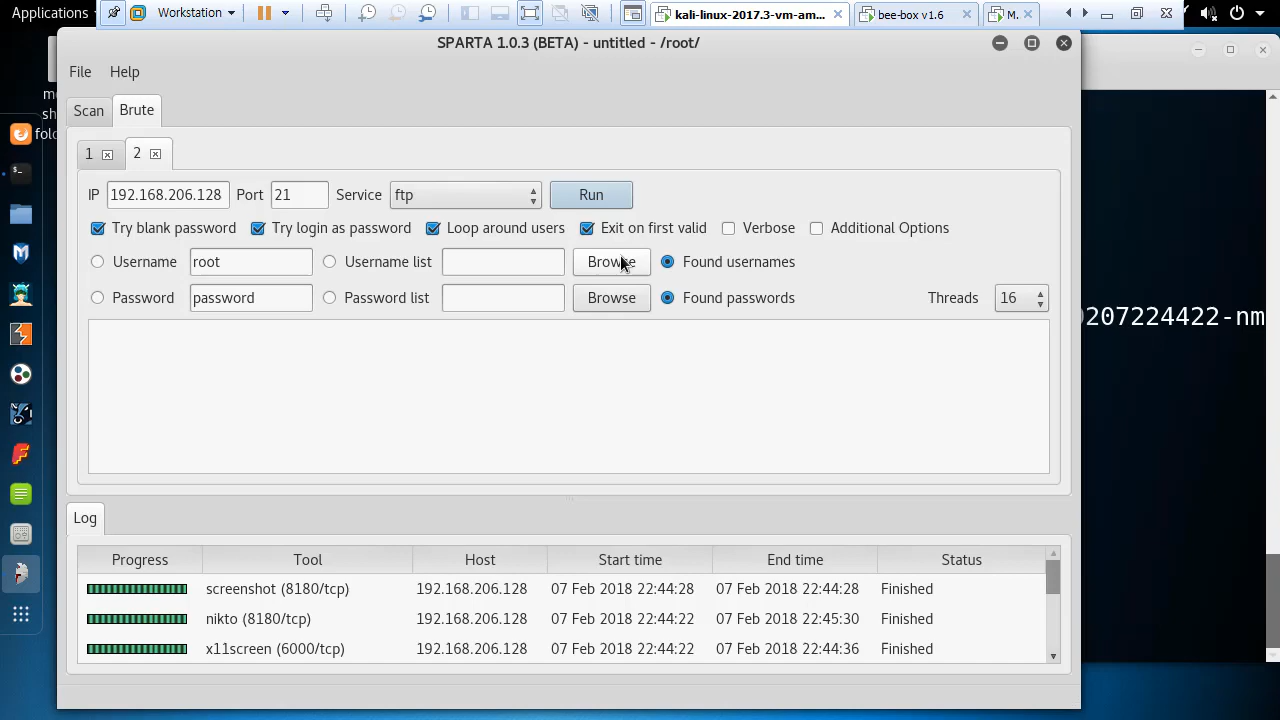 Applications
Workstation
kali-linux-2017.3-vm-am...
bee-box v1.6
M.
SPARTA 1.0.3 (BETA) - untitled - /root/
File Help
Scan Brute
1 2
IP 192.168.206.128 Port 21 Service ftp Run
Try blank password Try login as password Loop around users Exit on first valid Verbose Additional Options
Username root Username list Browse Found usernames
Password password Password list Browse Found passwords Threads 16
207224422-nm
Log
Progress Tool Host Start time End time Status
screenshot (8180/tcp) 192.168.206.128 07 Feb 2018 22:44:28 07 Feb 2018 22:44:28 Finished
nikto (8180/tcp) 192.168.206.128 07 Feb 2018 22:44:22 07 Feb 2018 22:45:30 Finished
x11screen (6000/tcp) 192.168.206.128 07 Feb 2018 22:44:22 07 Feb 2018 22:44:36 Finished